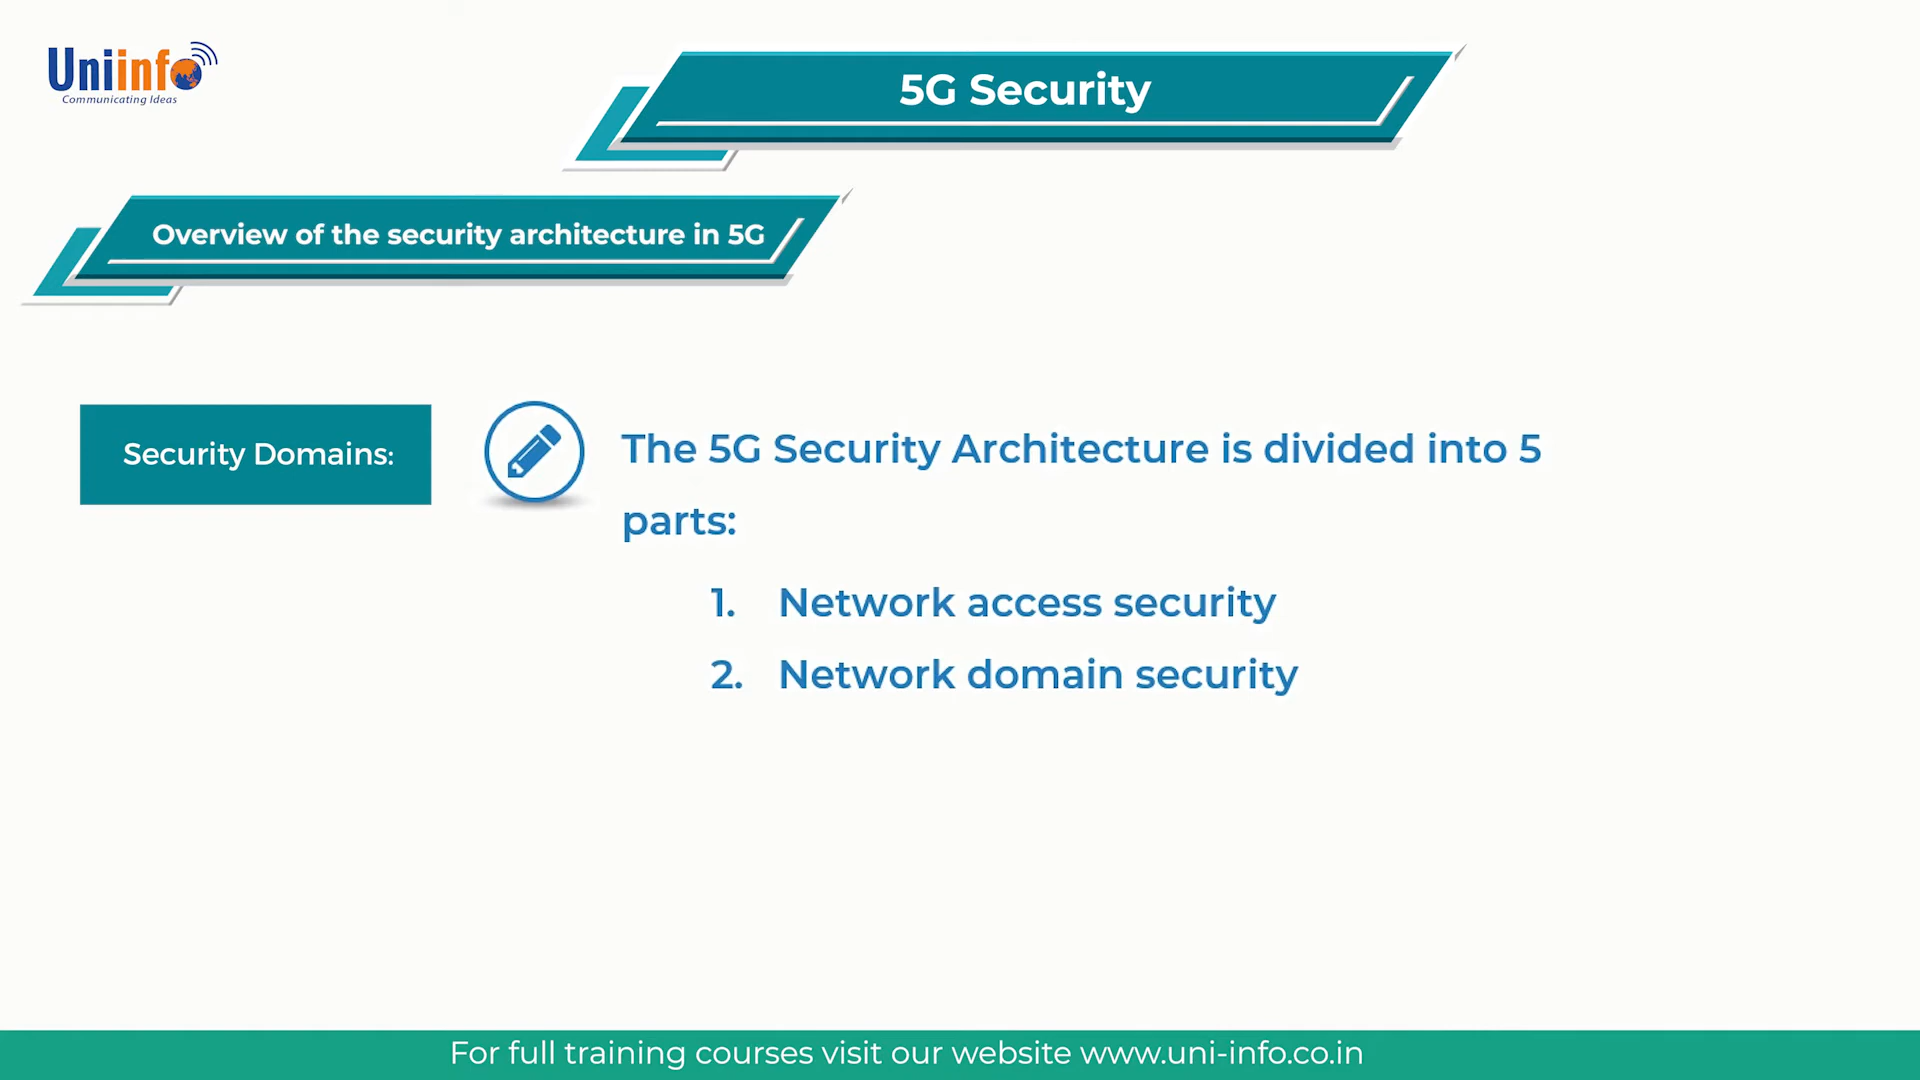 Uniinfo
Communicating Ideas
5G Security
Overview of the security architecture in 5G
Security Domains:
The 5G Security Architecture is divided into 5
parts:
1. Network access security
2. Network domain security
For full training courses visit our website www.uni-info.co.in